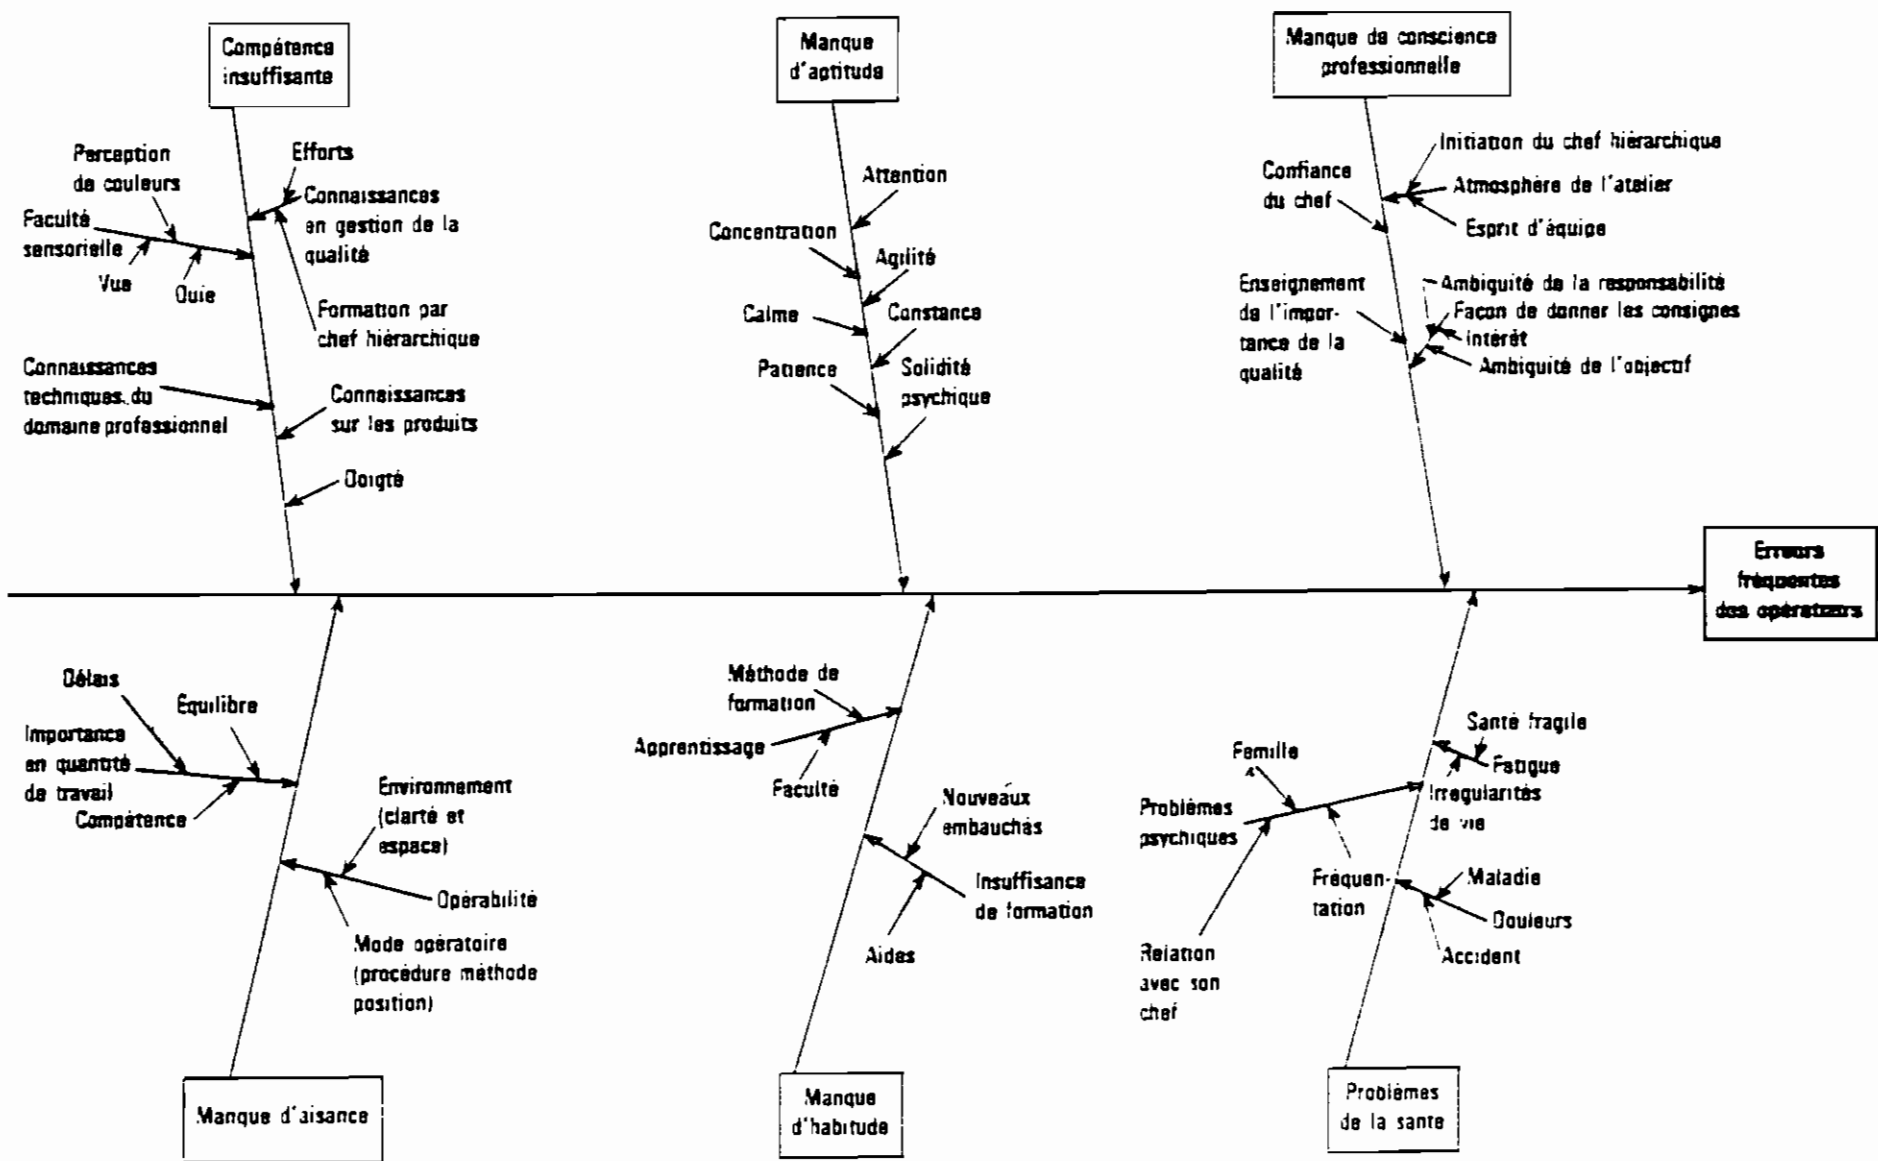 Compétence
insuffisante
Manque
d'aptitude
Manque de conscience
professionnelle
Perception
de couleurs
Efforts
Connaissances
en gestion de la
qualité
Faculté
sensorielle
Vue
Ouie
Formation par
chef hiérarchique
Connaissances
techniques du
domaine professionnel
Connaissances
sur les produits
Doigté
Attention
Concentration
Agilité
Calme
Constance
Patience
Solidité
psychique
Initiation du chef hiérarchique
Confiance
du chef
Atmosphère de l'atelier
Esprit d'équipe
Enseignement
de l'impor-
tance de la
qualité
Ambiguité de la responsabilité
Façon de donner les consignes
intérêt
Ambiguité de l'objectif
Erreurs
fréquentes
des opérateurs
Délais
Équilibre
Importance
en quantité
de travail
Compétence
Environnement
(clarté et
espace)
Opérabilité
Mode opératoire
(procédure méthode
position)
Méthode de
formation
Apprentissage
Faculté
Nouveaux
embauchés
Insuffisance
de formation
Aides
Santé fragile
Famille
Fatigue
Irregularités
de vie
Problèmes
psychiques
Fréquen-
tation
Maladie
Douleurs
Accident
Relation
avec son
chef
Manque d'aisance
Manque
d'habitude
Problèmes
de la sante